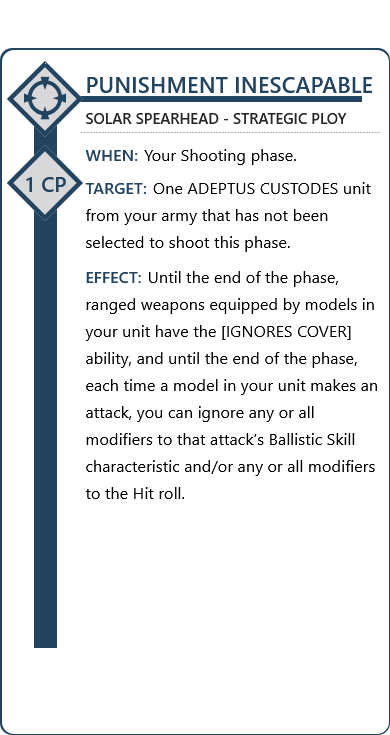 PUNISHMENT INESCAPABLE
SOLAR SPEARHEAD - STRATEGIC PLOY
1 CP
WHEN: Your Shooting phase.
TARGET: One ADEPTUS CUSTODES unit
from your army that has not been
selected to shoot this phase.
EFFECT: Until the end of the phase,
ranged weapons equipped by models in
your unit have the [IGNORES COVER]
ability, and until the end of the phase,
each time a model in your unit makes an
attack, you can ignore any or all
modifiers to that attack’s Ballistic Skill
characteristic and/or any or all modifiers
to the Hit roll.